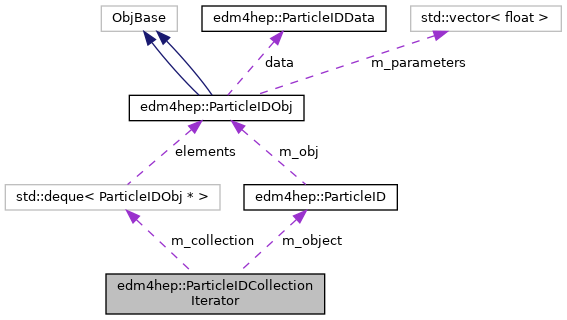 ObjBase
edm4hep::ParticleIDData
std::vector< float >
data
m_parameters
edm4hep::ParticleIDObj
elements
m_obj
std::deque< ParticleIDObj * >
edm4hep::ParticleID
m_collection
m_object
edm4hep::ParticleIDCollection
Iterator